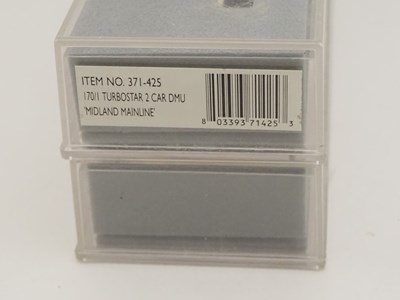 ITEM NO. 371-425
170/1 TURBOSTAR 2 CAR DMU
'MIDLAND MAINLINE'
8 03393 71425 3